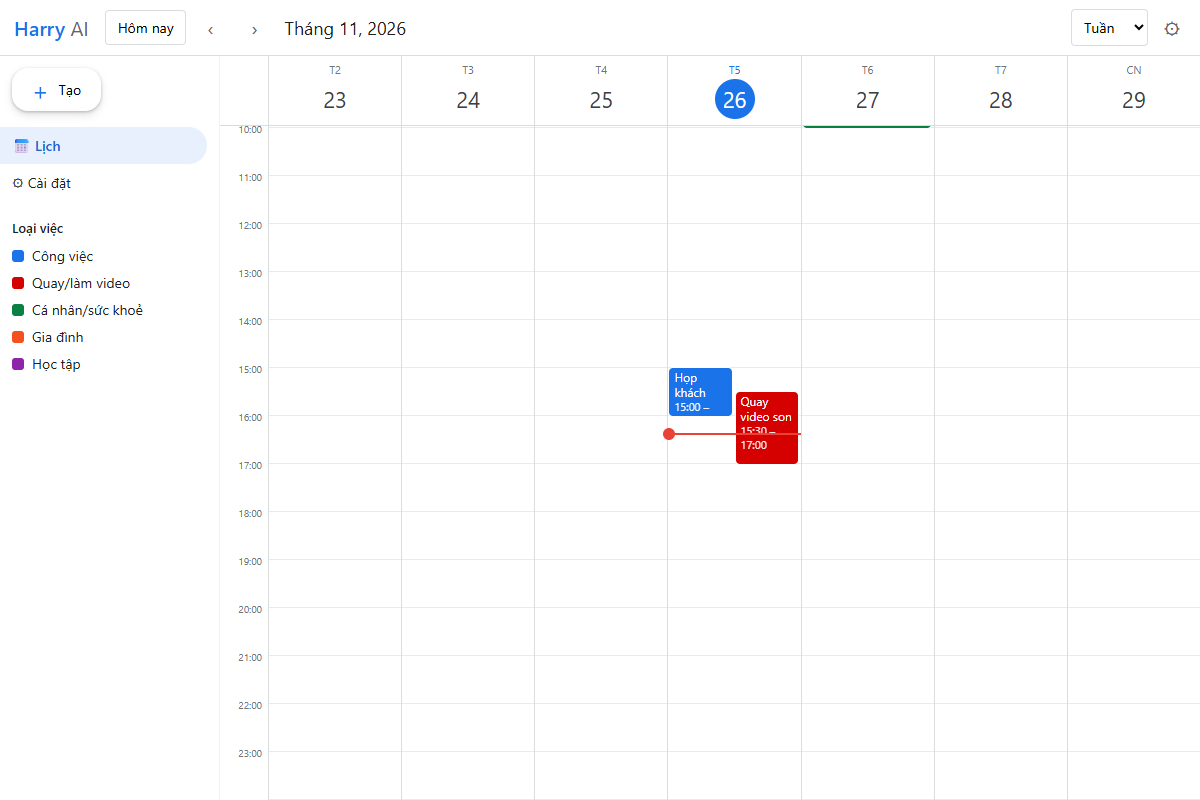 Harry AI
Hôm nay
‹
›
Tháng 11, 2026
Tuần
+ Tạo
Lịch
Cài đặt
Loại việc
Công việc
Quay/làm video
Cá nhân/sức khoẻ
Gia đình
Học tập
T2 T3 T4 T5 T6 T7 CN
23 24 25 26 27 28 29
10:00
11:00
12:00
13:00
14:00
15:00
16:00
17:00
18:00
19:00
20:00
21:00
22:00
23:00
Họp
khách
15:00 –
Quay
video son
15:30 –
17:00